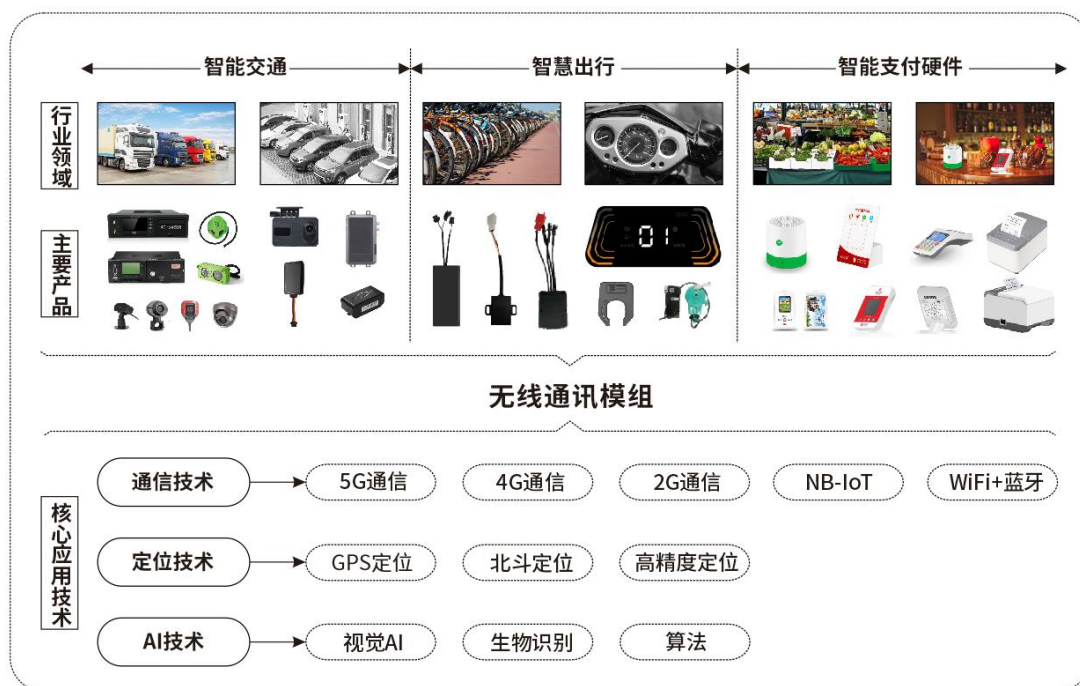 智能交通
智慧出行
智能支付硬件
行业领域
主要产品
01
无线通讯模组
核心应用技术
通信技术
5G通信
4G通信
2G通信
NB-IoT
WiFi+蓝牙
定位技术
GPS定位
北斗定位
高精度定位
AI技术
视觉AI
生物识别
算法